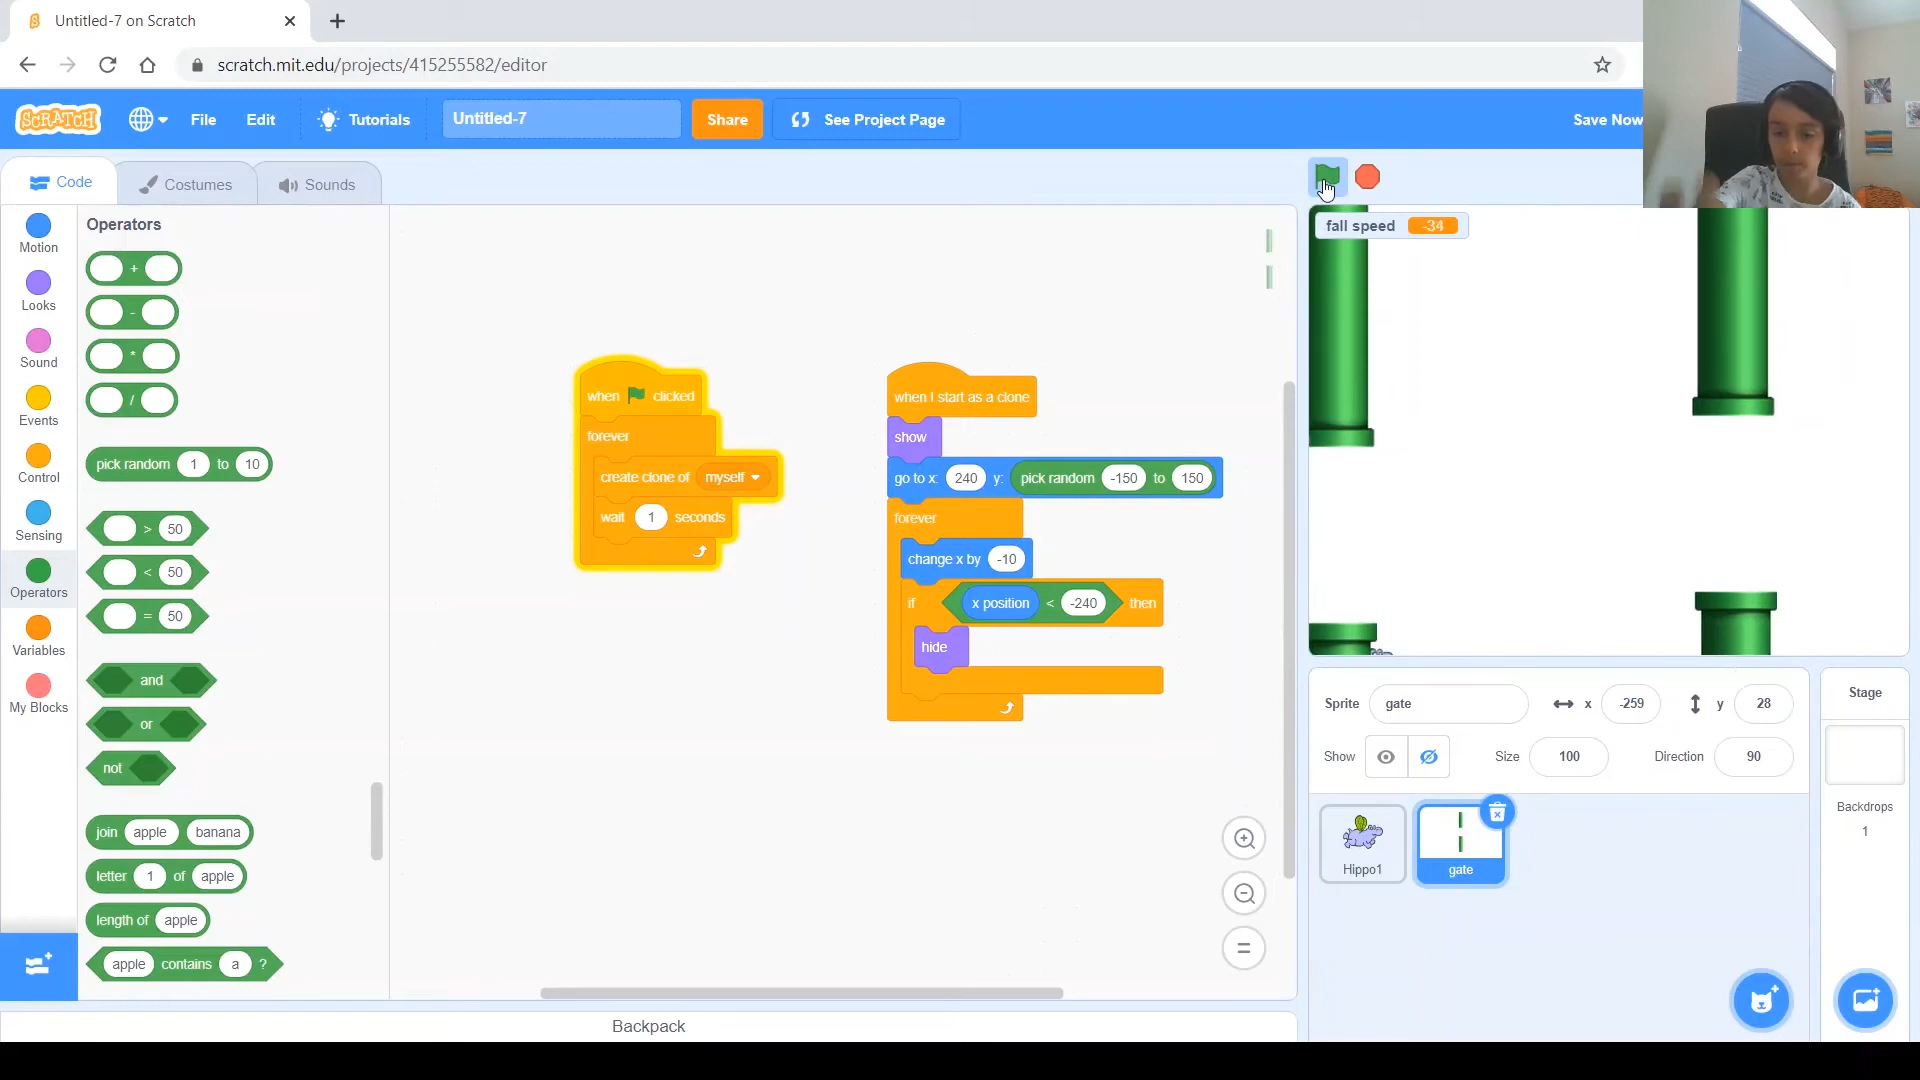 Untitled-7 on Scratch
scratch.mit.edu/projects/415255582/editor
SCRATCH
File
Edit
Tutorials
Untitled-7
Share
See Project Page
Save Now
Code
Costumes
Sounds
Motion
Looks
Sound
Events
Control
Sensing
Operators
Variables
My Blocks
Operators
+
-
*
/
pick random 1 to 10
> 50
< 50
= 50
and
or
not
join apple banana
letter 1 of apple
length of apple
apple contains a ?
when clicked
forever
create clone of myself
wait 1 seconds
when I start as a clone
show
go to x: 240 y: pick random -150 to 150
forever
change x by -10
if x position < -240 then
hide
fall speed -34
Sprite gate x -259 y 28
Show Size 100 Direction 90
Hippo1
gate
Stage
Backdrops
1
Backpack